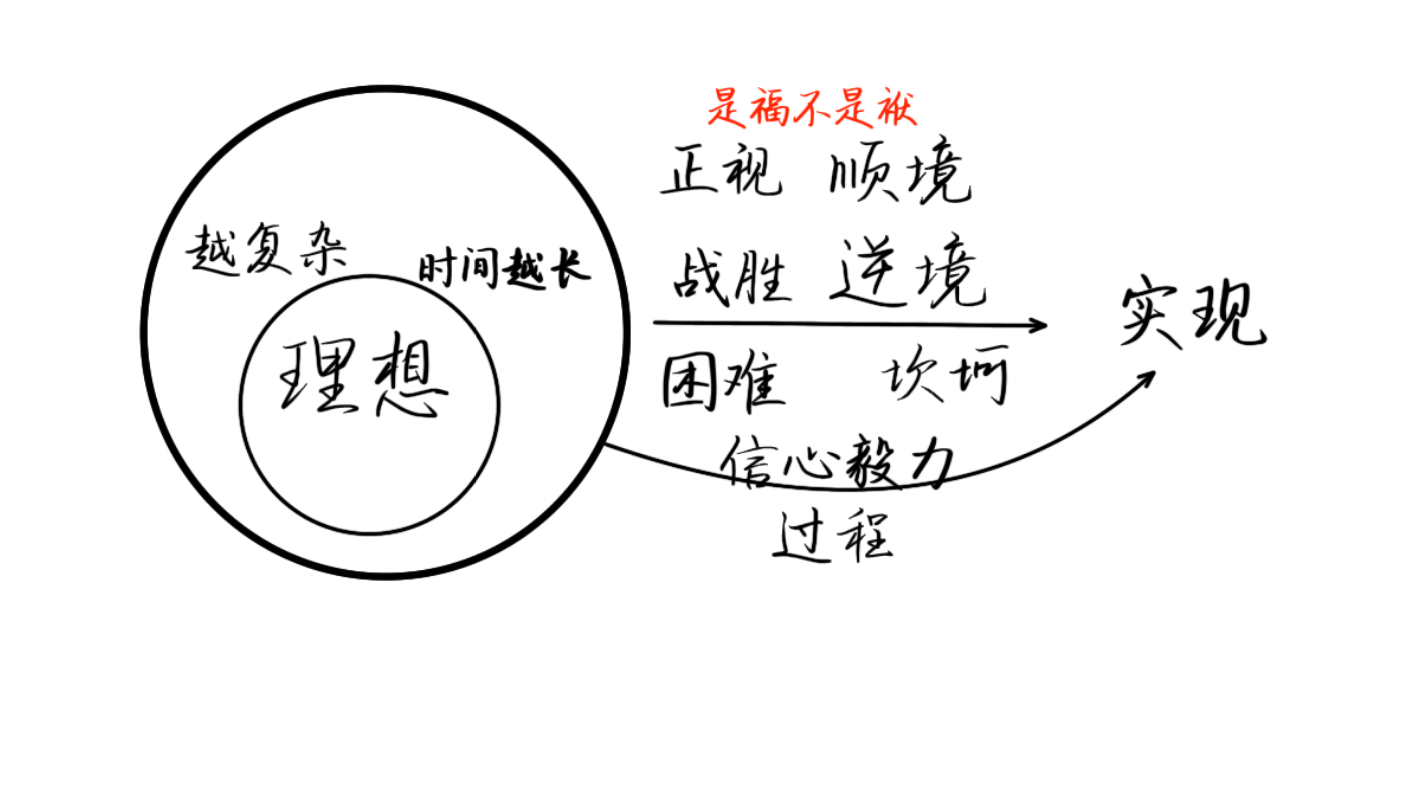 是福不是祸
正视 顺境
越复杂
时间越长
战胜 逆境
理想
实现
困难 坎坷
信心毅力
过程